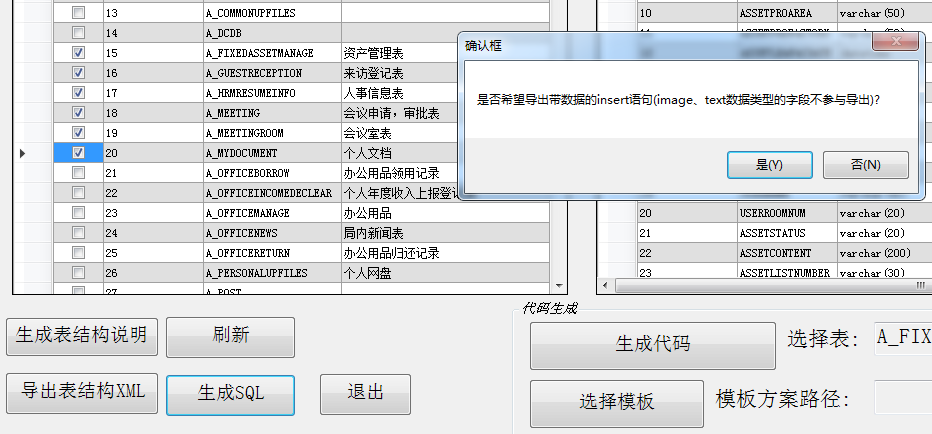 13 A_COMMONUPFILES
14 A_DCDB
15 A_FIXEDASSETMANAGE 资产管理表
16 A_GUESTRECEPTION 来访登记表
17 A_HRMRESUMEINFO 人事信息表
18 A_MEETING 会议申请，审批表
19 A_MEETINGROOM 会议室表
20 A_MYDOCUMENT 个人文档
21 A_OFFICEBORROW 办公用品领用记录
22 A_OFFICEINCOMEDECLEAR 个人年度收入上报登记
23 A_OFFICEMANAGE 办公用品
24 A_OFFICENEWS 局内新闻表
25 A_OFFICERETURN 办公用品归还记录
26 A_PERSONALUPFILES 个人网盘
27 A_POST
10 ASSETPROAREA varchar(50)
确认框
是否希望导出带数据的insert语句(image、text数据类型的字段不参与导出)?
是(Y) 否(N)
20 USERROOMNUM varchar(20)
21 ASSETSTATUS varchar(20)
22 ASSETCONTENT varchar(200)
23 ASSETLISTNUMBER varchar(30)
生成表结构说明 刷新
导出表结构XML 生成SQL 退出
代码生成
生成代码 选择表: A_FIX
选择模板 模板方案路径: